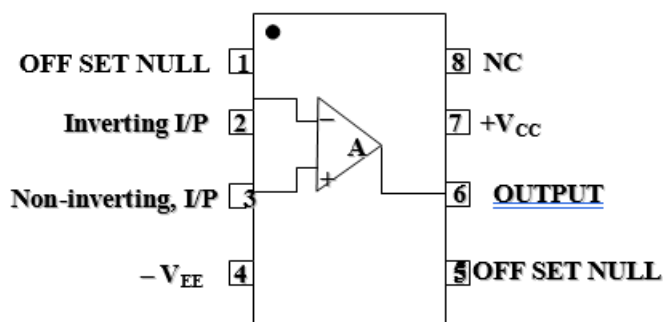 OFF SET NULL 1
8 NC
Inverting I/P 2
–
7 +VCC
A
Non-inverting, I/P 3
+
6 OUTPUT
– VEE 4
5 OFF SET NULL